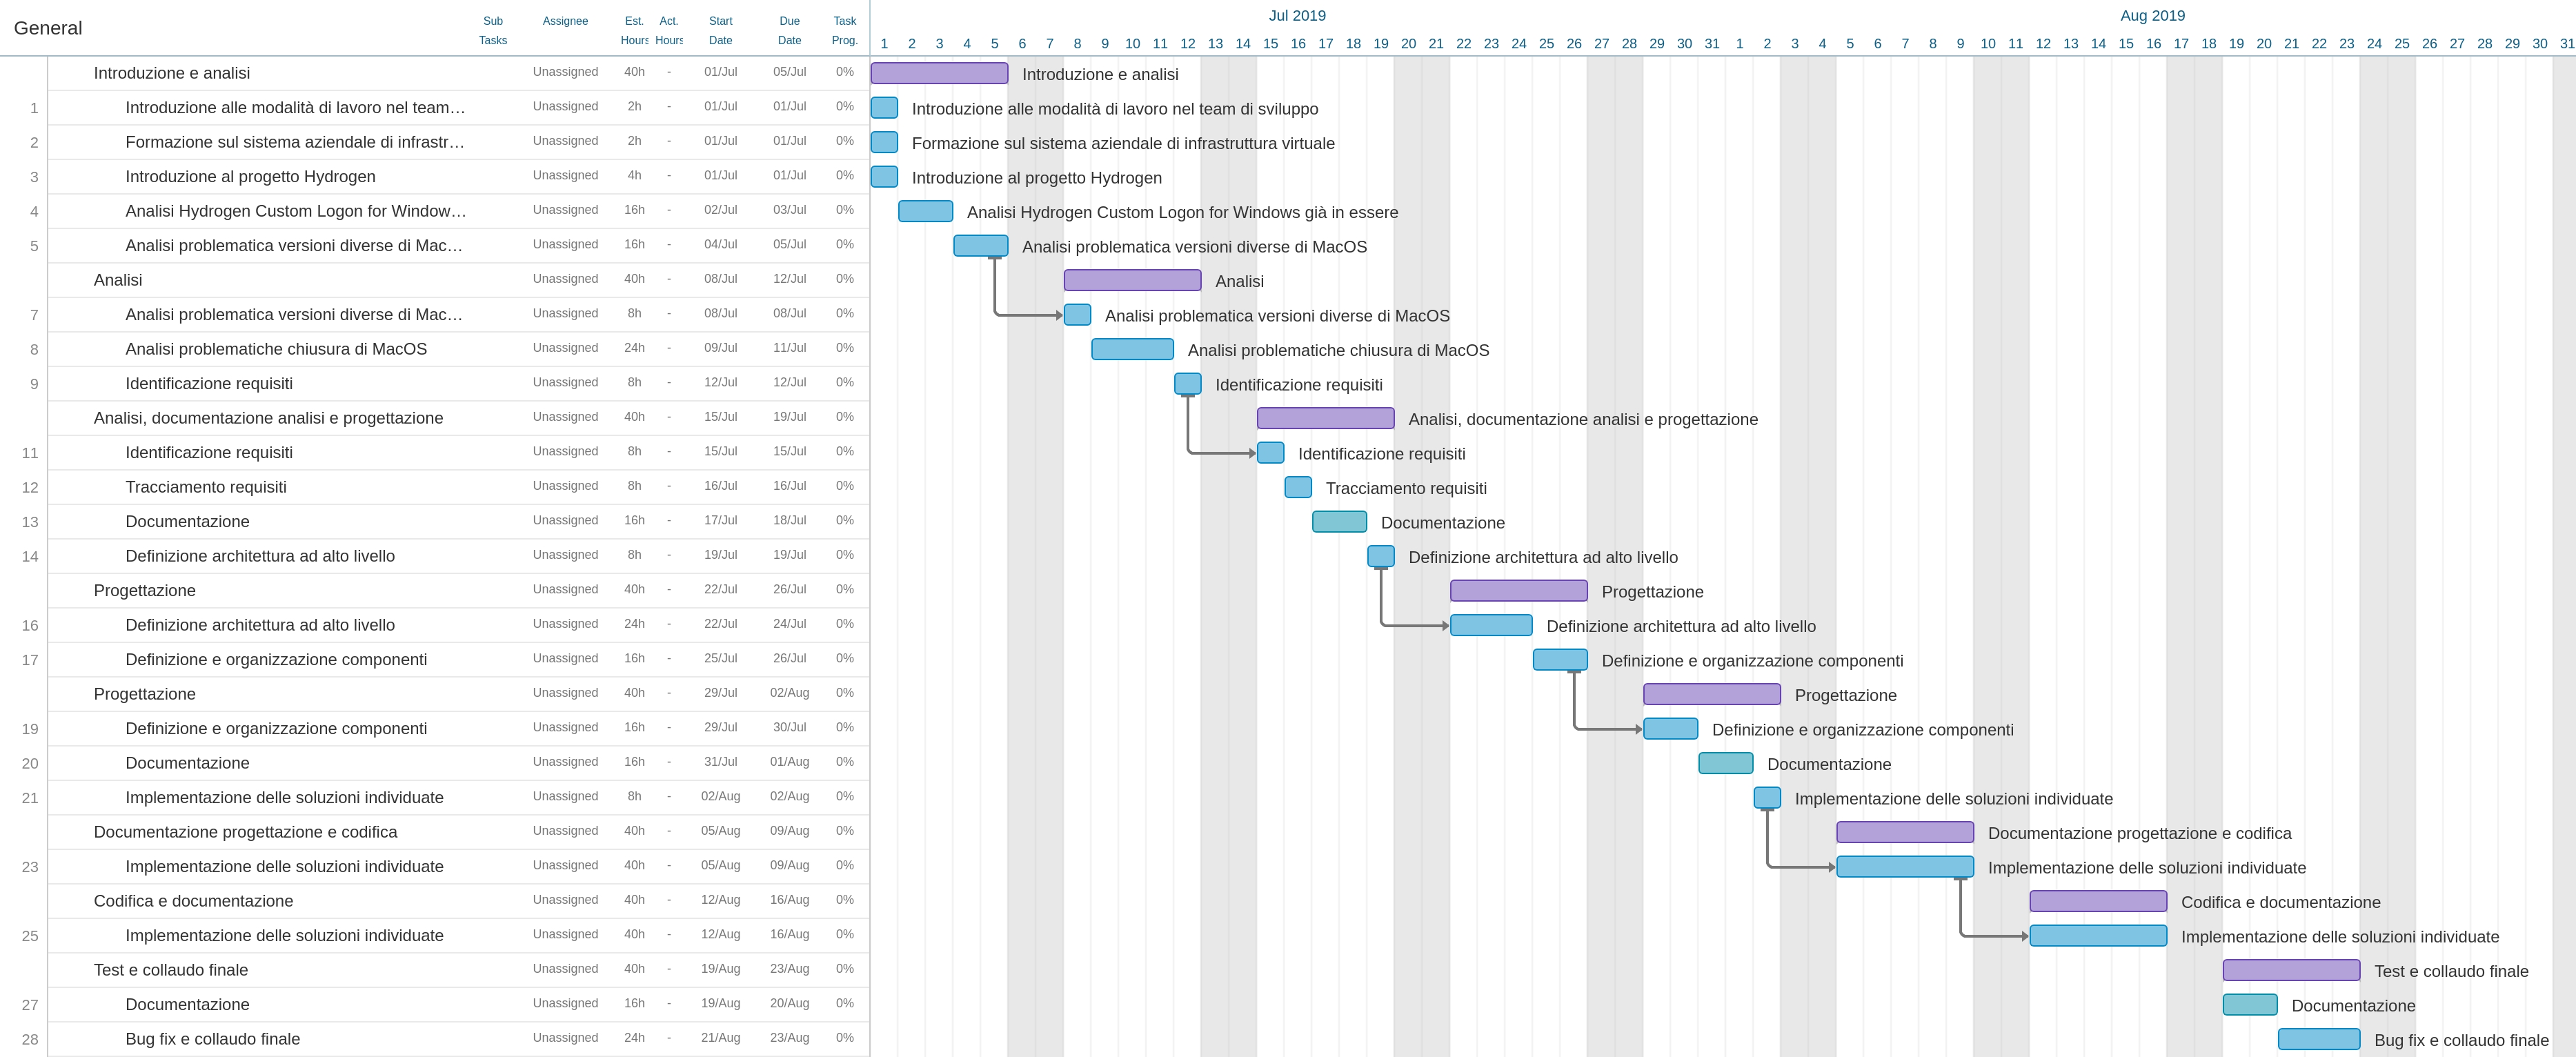 General Sub Tasks Assignee Est. Hours Act. Hours Start Date Due Date Task Prog.
Jul 2019 Aug 2019
1 2 3 4 5 6 7 8 9 10 11 12 13 14 15 16 17 18 19 20 21 22 23 24 25 26 27 28 29 30 31 1 2 3 4 5 6 7 8 9 10 11 12 13 14 15 16 17 18 19 20 21 22 23 24 25 26 27 28 29 30 31
Introduzione e analisi Unassigned 40h - 01/Jul 05/Jul 0% Introduzione e analisi
1 Introduzione alle modalità di lavoro nel team… Unassigned 2h - 01/Jul 01/Jul 0% Introduzione alle modalità di lavoro nel team di sviluppo
2 Formazione sul sistema aziendale di infrastr… Unassigned 2h - 01/Jul 01/Jul 0% Formazione sul sistema aziendale di infrastruttura virtuale
3 Introduzione al progetto Hydrogen Unassigned 4h - 01/Jul 01/Jul 0% Introduzione al progetto Hydrogen
4 Analisi Hydrogen Custom Logon for Window… Unassigned 16h - 02/Jul 03/Jul 0% Analisi Hydrogen Custom Logon for Windows già in essere
5 Analisi problematica versioni diverse di Mac… Unassigned 16h - 04/Jul 05/Jul 0% Analisi problematica versioni diverse di MacOS
Analisi Unassigned 40h - 08/Jul 12/Jul 0% Analisi
7 Analisi problematica versioni diverse di Mac… Unassigned 8h - 08/Jul 08/Jul 0% Analisi problematica versioni diverse di MacOS
8 Analisi problematiche chiusura di MacOS Unassigned 24h - 09/Jul 11/Jul 0% Analisi problematiche chiusura di MacOS
9 Identificazione requisiti Unassigned 8h - 12/Jul 12/Jul 0% Identificazione requisiti
Analisi, documentazione analisi e progettazione Unassigned 40h - 15/Jul 19/Jul 0% Analisi, documentazione analisi e progettazione
11 Identificazione requisiti Unassigned 8h - 15/Jul 15/Jul 0% Identificazione requisiti
12 Tracciamento requisiti Unassigned 8h - 16/Jul 16/Jul 0% Tracciamento requisiti
13 Documentazione Unassigned 16h - 17/Jul 18/Jul 0% Documentazione
14 Definizione architettura ad alto livello Unassigned 8h - 19/Jul 19/Jul 0% Definizione architettura ad alto livello
Progettazione Unassigned 40h - 22/Jul 26/Jul 0% Progettazione
16 Definizione architettura ad alto livello Unassigned 24h - 22/Jul 24/Jul 0% Definizione architettura ad alto livello
17 Definizione e organizzazione componenti Unassigned 16h - 25/Jul 26/Jul 0% Definizione e organizzazione componenti
Progettazione Unassigned 40h - 29/Jul 02/Aug 0% Progettazione
19 Definizione e organizzazione componenti Unassigned 16h - 29/Jul 30/Jul 0% Definizione e organizzazione componenti
20 Documentazione Unassigned 16h - 31/Jul 01/Aug 0% Documentazione
21 Implementazione delle soluzioni individuate Unassigned 8h - 02/Aug 02/Aug 0% Implementazione delle soluzioni individuate
Documentazione progettazione e codifica Unassigned 40h - 05/Aug 09/Aug 0% Documentazione progettazione e codifica
23 Implementazione delle soluzioni individuate Unassigned 40h - 05/Aug 09/Aug 0% Implementazione delle soluzioni individuate
Codifica e documentazione Unassigned 40h - 12/Aug 16/Aug 0% Codifica e documentazione
25 Implementazione delle soluzioni individuate Unassigned 40h - 12/Aug 16/Aug 0% Implementazione delle soluzioni individuate
Test e collaudo finale Unassigned 40h - 19/Aug 23/Aug 0% Test e collaudo finale
27 Documentazione Unassigned 16h - 19/Aug 20/Aug 0% Documentazione
28 Bug fix e collaudo finale Unassigned 24h - 21/Aug 23/Aug 0% Bug fix e collaudo finale